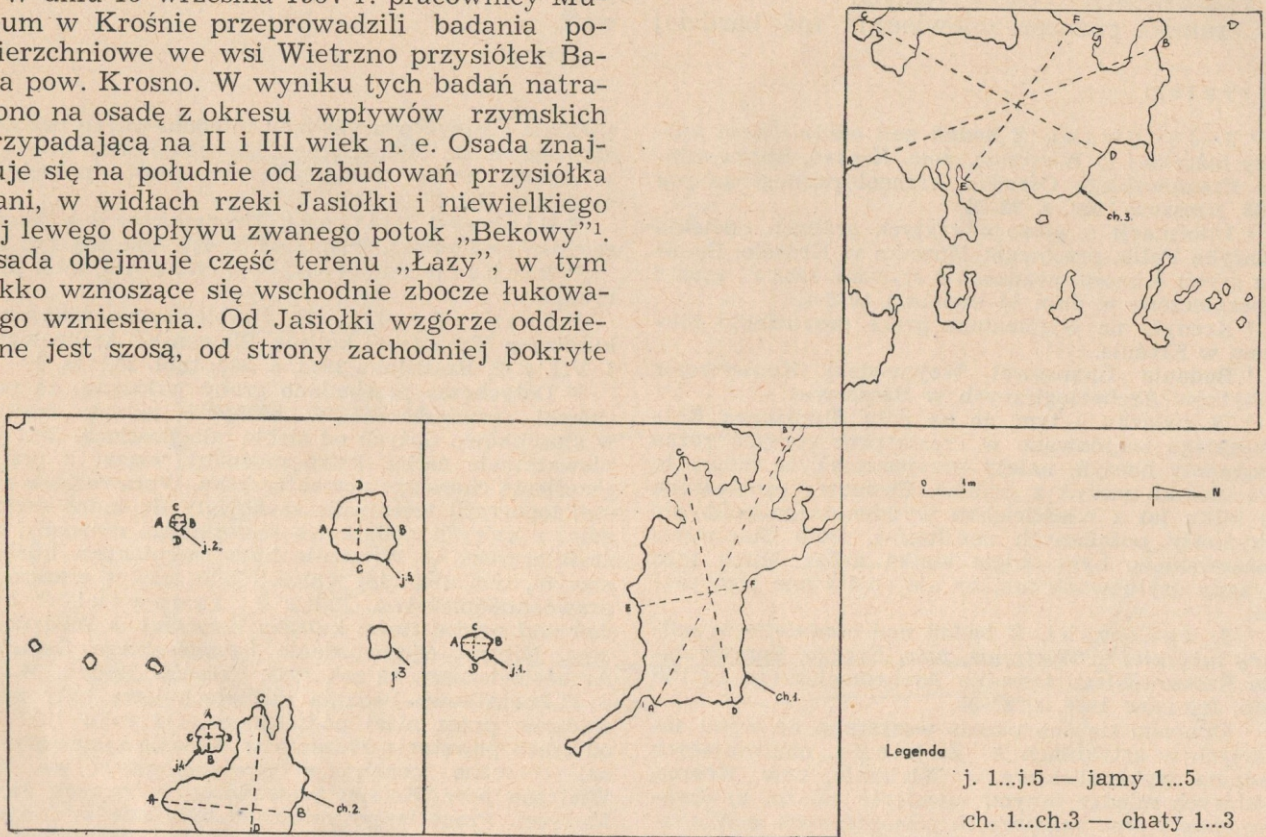 W dniu 16 września 1957 r. pracownicy Mu-
um w Krośnie przeprowadzili badania po-
ierzchniowe we wsi Wietrzno przysiółek Ba-
a pow. Krosno. W wyniku tych badań natra-
ono na osadę z okresu wpływów rzymskich
rzypadającą na II i III wiek n. e. Osada znaj-
uje się na południe od zabudowań przysiółka
ani, w widłach rzeki Jasiołki i niewielkiego
j lewego dopływu zwanego potok „Bekowy”¹.
sada obejmuje część terenu „Łazy”, w tym
kko wznoszące się wschodnie zbocze łukowa-
go wzniesienia. Od Jasiołki wzgórze oddzie-
ne jest szosą, od strony zachodniej pokryte
C F B
A E D
ch.3.
C
A B
D
j.2.
D
A B
C
j.5.
j.3
C
A B
D
j.1.
A
C D
B
j4.
C
A B
D
ch.2.
C B
E F
A D
ch.1.
0 1m
N
Legenda
j. 1...j.5 — jamy 1...5
ch. 1...ch.3 — chaty 1...3